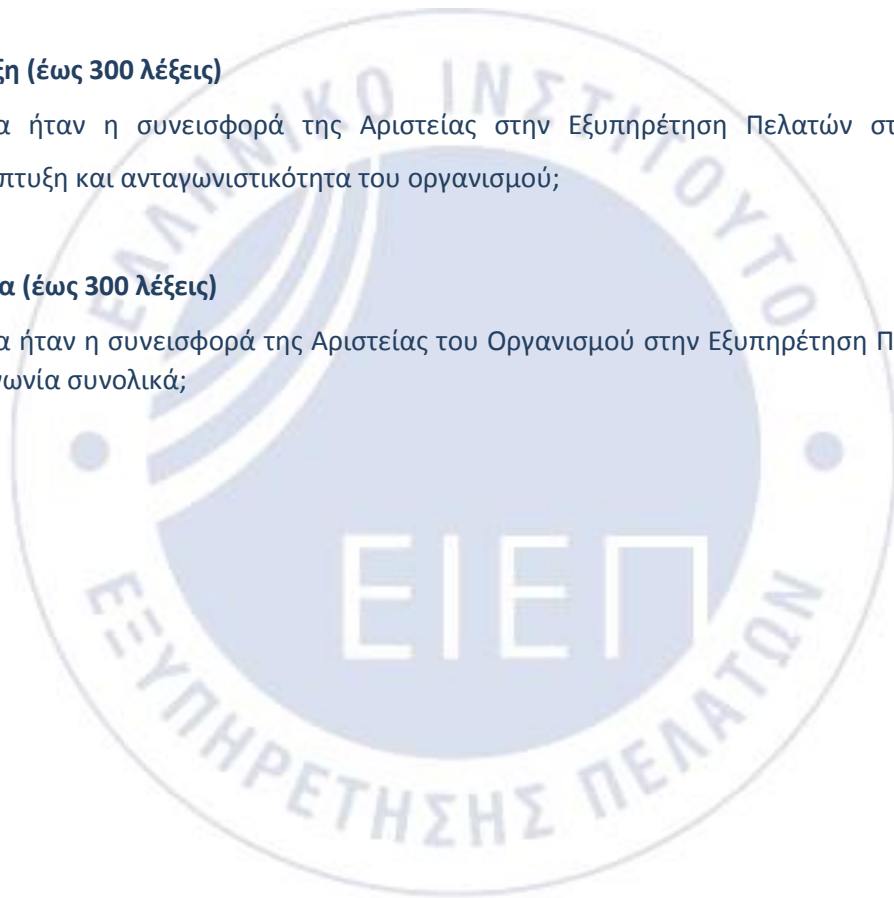 ξη (έως 300 λέξεις)
α ήταν η συνεισφορά της Αριστείας στην Εξυπηρέτηση Πελατών στ
πτυξη και ανταγωνιστικότητα του οργανισμού;
α (έως 300 λέξεις)
α ήταν η συνεισφορά της Αριστείας του Οργανισμού στην Εξυπηρέτηση Π
νωνία συνολικά;
ΕΛΛΗΝΙΚΟ ΙΝΣΤΙΤΟΥΤΟ
ΕΙΕΠ
ΕΞΥΠΗΡΕΤΗΣΗΣ ΠΕΛΑΤΩΝ